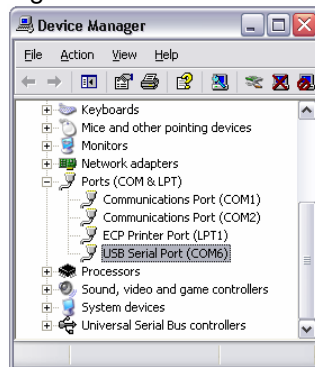 Device Manager
File Action View Help
Keyboards
Mice and other pointing devices
Monitors
Network adapters
Ports (COM & LPT)
Communications Port (COM1)
Communications Port (COM2)
ECP Printer Port (LPT1)
USB Serial Port (COM6)
Processors
Sound, video and game controllers
System devices
Universal Serial Bus controllers